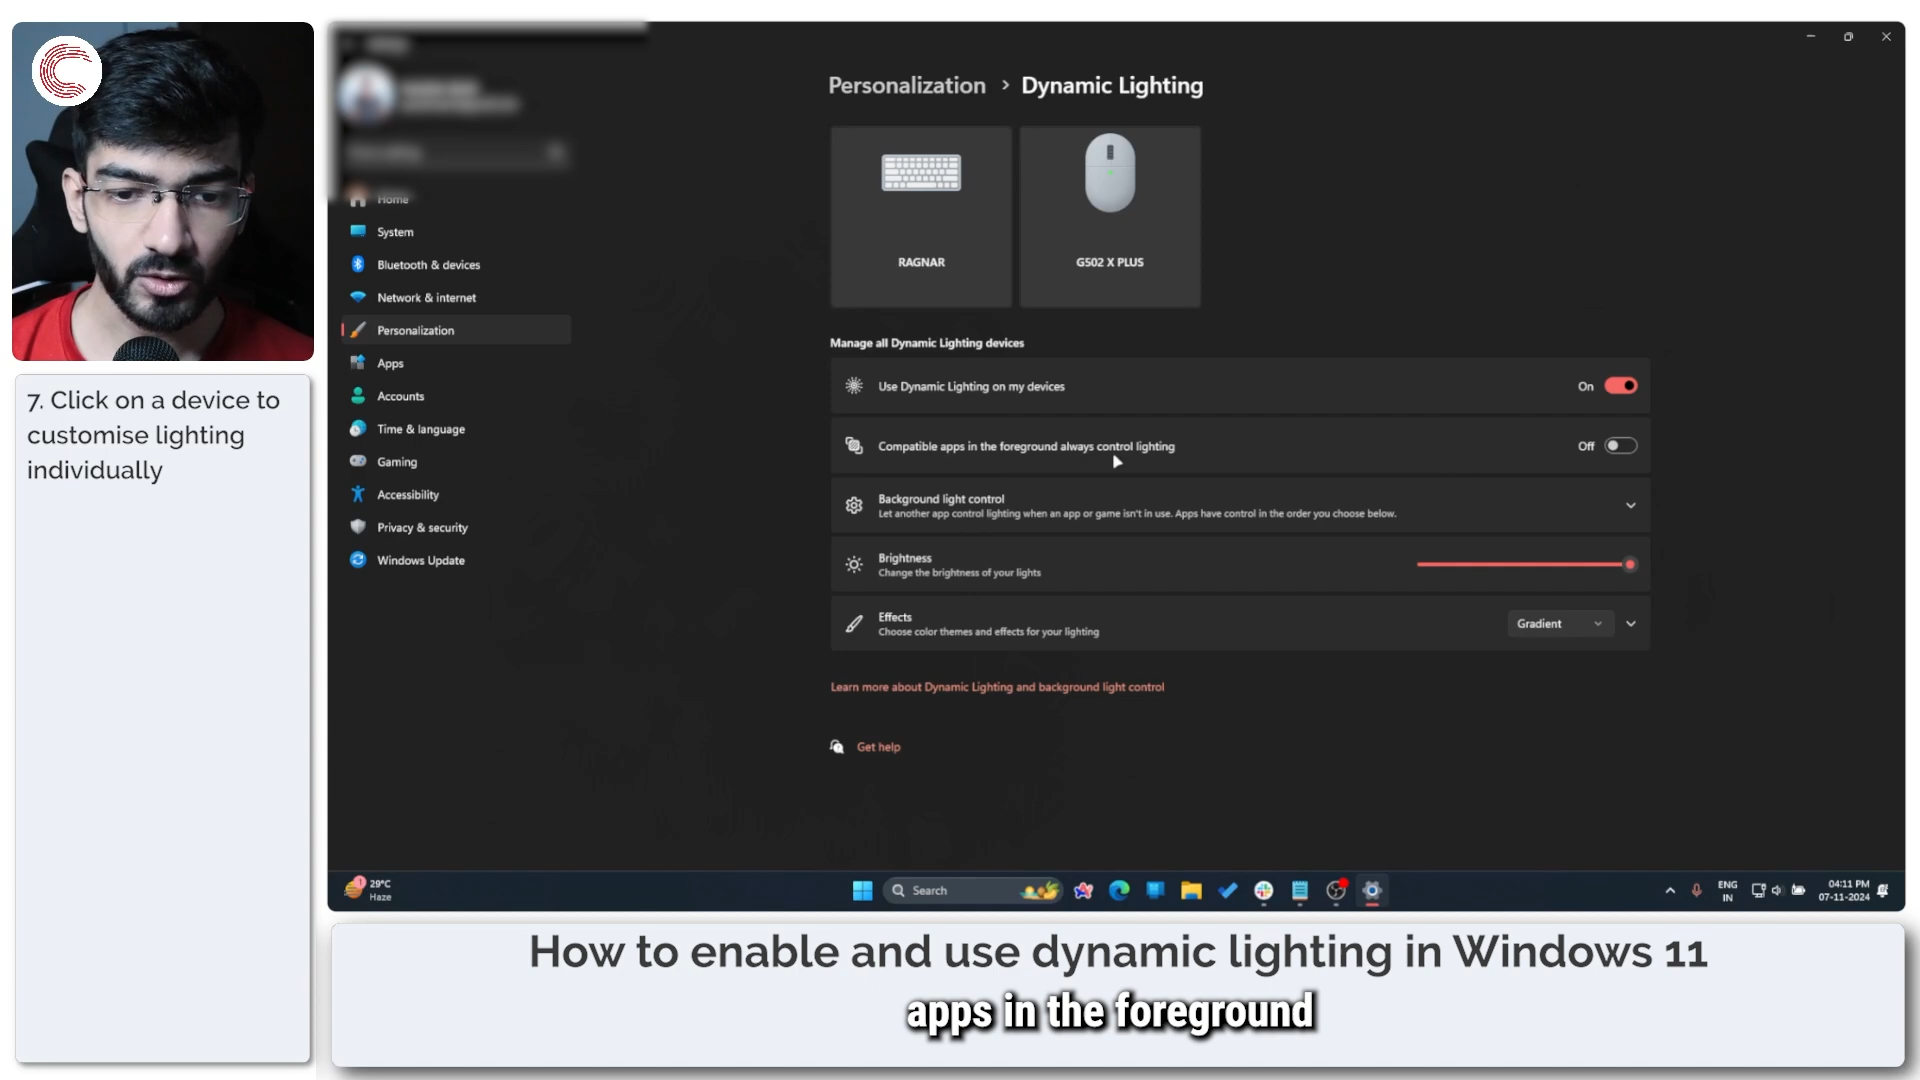 7. Click on a device to
customise lighting
individually
Home
System
Bluetooth & devices
Network & internet
Personalization
Apps
Accounts
Time & language
Gaming
Accessibility
Privacy & security
Windows Update
Personalization > Dynamic Lighting
RAGNAR
G502 X PLUS
Manage all Dynamic Lighting devices
Use Dynamic Lighting on my devices
On
Compatible apps in the foreground always control lighting
Off
Background light control
Let another app control lighting when an app or game isn't in use. Apps have control in the order you choose below.
Brightness
Change the brightness of your lights
Effects
Choose color themes and effects for your lighting
Gradient
Learn more about Dynamic Lighting and background light control
Get help
1
29°C
Haze
Search
ENG
IN
04:11 PM
07-11-2024
How to enable and use dynamic lighting in Windows 11
apps in the foreground